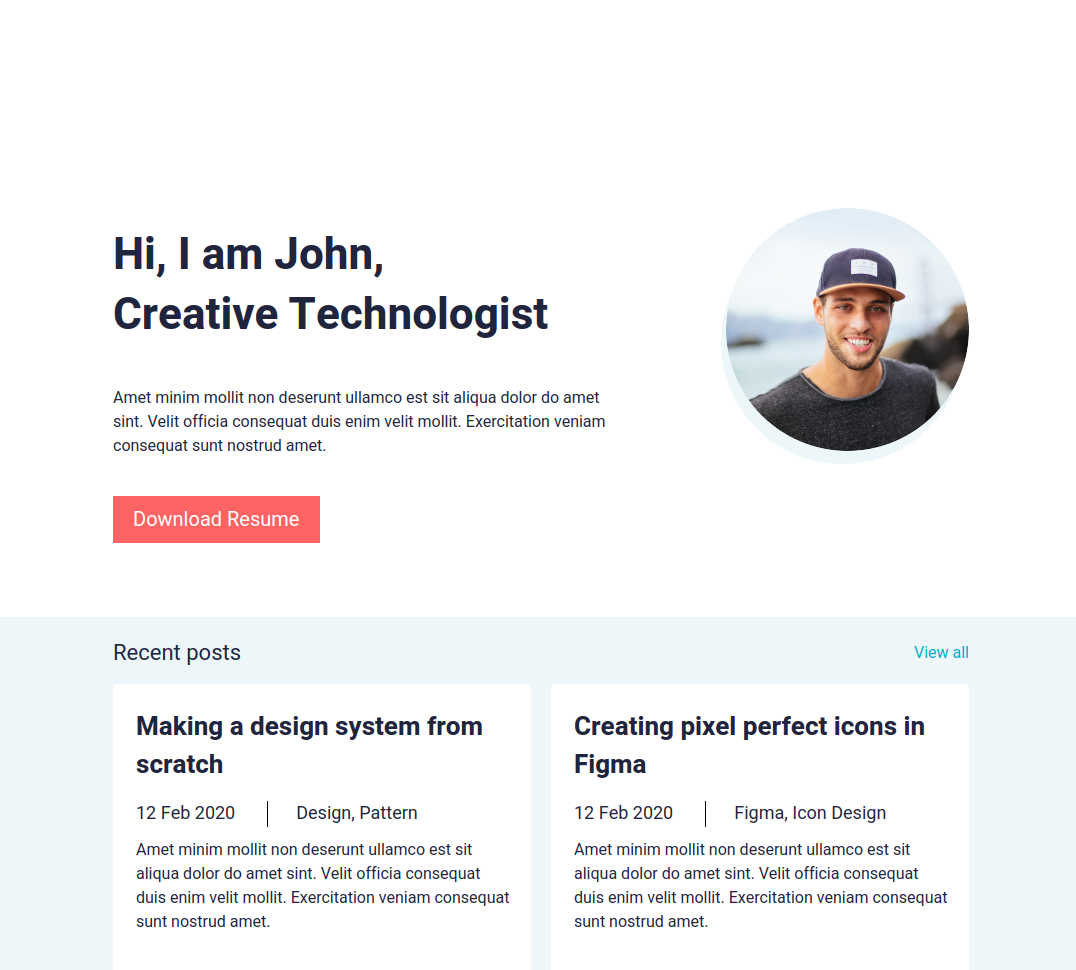 Hi, I am John,
Creative Technologist
Amet minim mollit non deserunt ullamco est sit aliqua dolor do amet
sint. Velit officia consequat duis enim velit mollit. Exercitation veniam
consequat sunt nostrud amet.
Download Resume
Recent posts
View all
Making a design system from
scratch
12 Feb 2020
Design, Pattern
Amet minim mollit non deserunt ullamco est sit
aliqua dolor do amet sint. Velit officia consequat
duis enim velit mollit. Exercitation veniam consequat
sunt nostrud amet.
Creating pixel perfect icons in
Figma
12 Feb 2020
Figma, Icon Design
Amet minim mollit non deserunt ullamco est sit
aliqua dolor do amet sint. Velit officia consequat
duis enim velit mollit. Exercitation veniam consequat
sunt nostrud amet.